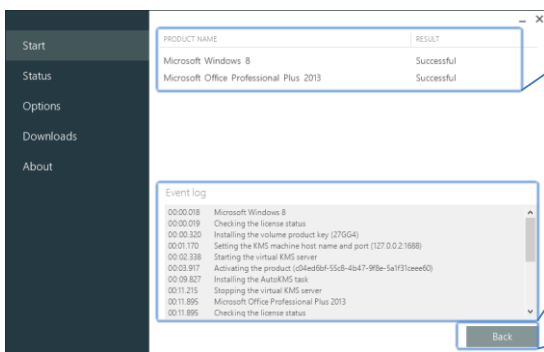 Start
Status
Options
Downloads
About
PRODUCT NAME RESULT
Microsoft Windows 8 Successful
Microsoft Office Professional Plus 2013 Successful
Event log
00:00.018 Microsoft Windows 8
00:00.019 Checking the license status
00:00.320 Installing the volume product key (27GG4)
00:01.170 Setting the KMS machine host name and port (127.0.0.2:1688)
00:02.338 Starting the virtual KMS server
00:03.917 Activating the product (c04ed6bf-55c8-4b47-9f8e-5a1f31ceee60)
00:09.827 Installing the AutoKMS task
00:11.215 Stopping the virtual KMS server
00:11.895 Microsoft Office Professional Plus 2013
00:11.895 Checking the license status
Back